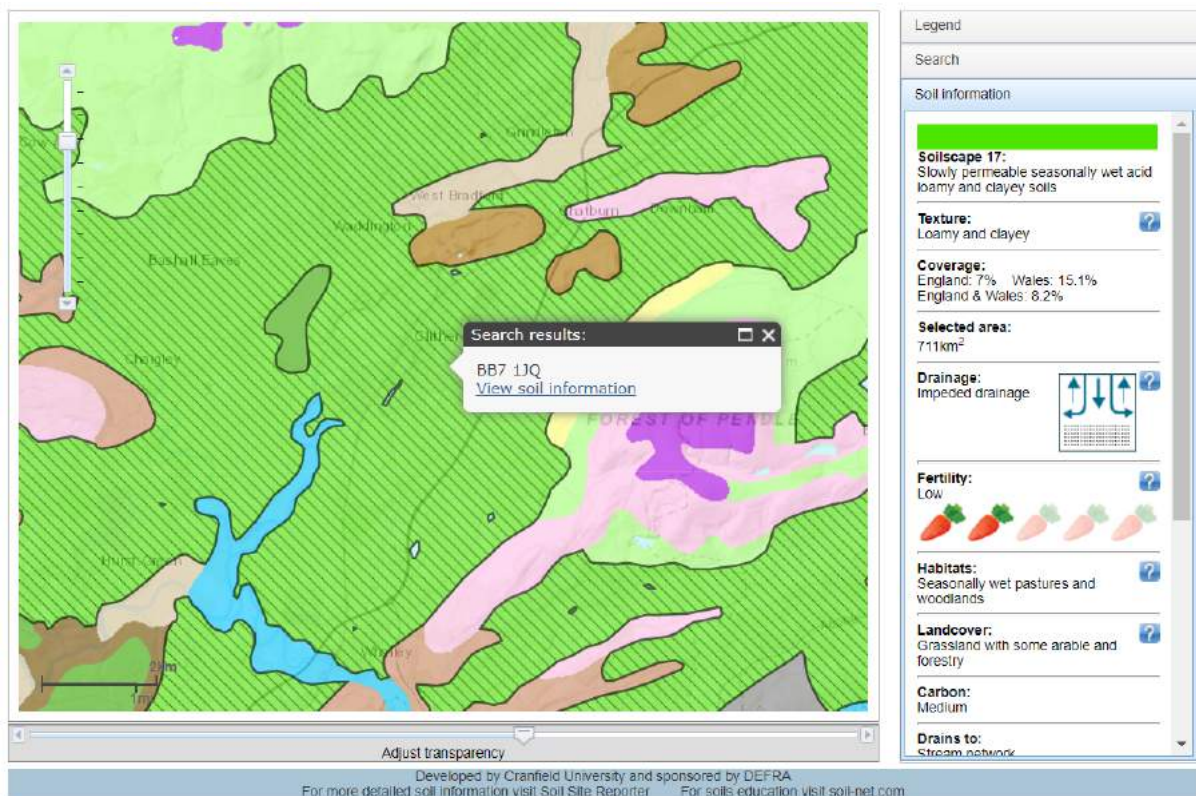 Grindleton
West Bradford
Chatburn
Downham
Waddington
Bashall Eaves
Chaigley
Search results:
BB7 1JQ
View soil information
FOREST OF PENDLE
Hurst Green
Whalley
2km
1mi
Adjust transparency
Legend
Search
Soil information
Soilscape 17:
Slowly permeable seasonally wet acid
loamy and clayey soils
Texture:
Loamy and clayey
Coverage:
England: 7% Wales: 15.1%
England & Wales: 8.2%
Selected area:
711km²
Drainage:
Impeded drainage
Fertility:
Low
Habitats:
Seasonally wet pastures and
woodlands
Landcover:
Grassland with some arable and
forestry
Carbon:
Medium
Drains to:
Stream network
Developed by Cranfield University and sponsored by DEFRA
For more detailed soil information visit Soil Site Reporter For soils education visit soil-net.com